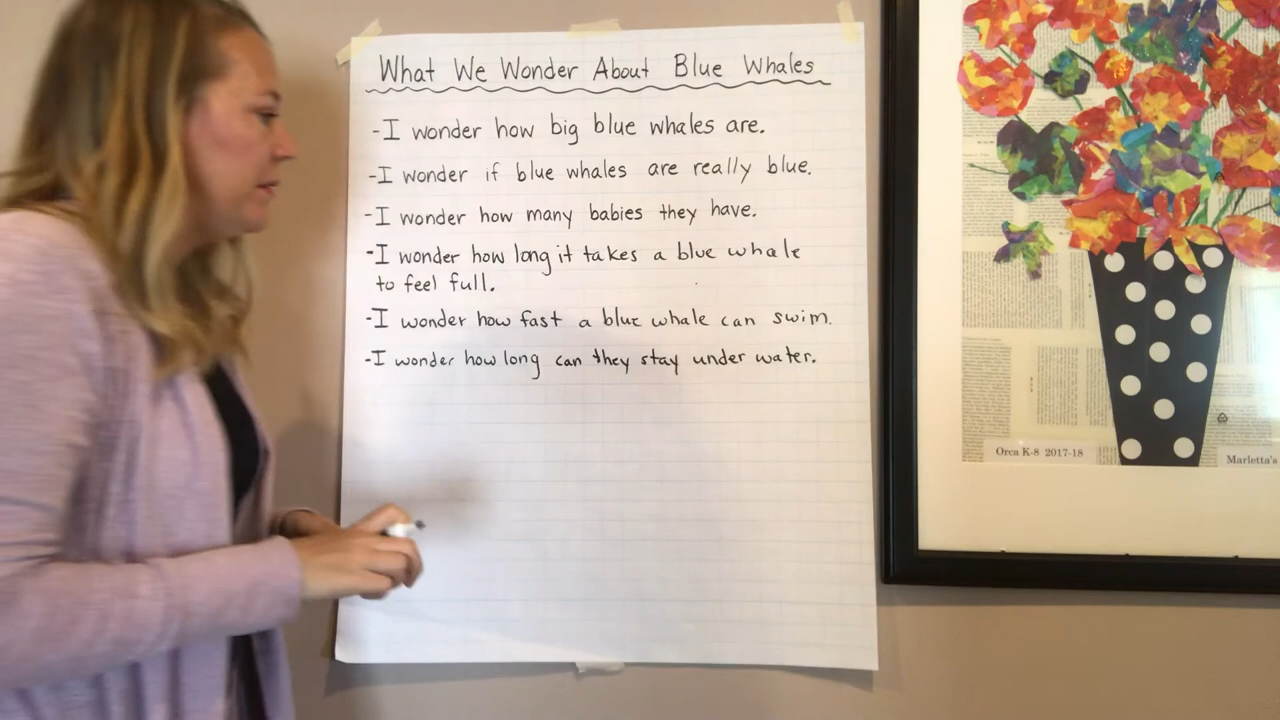 What We Wonder About Blue Whales
-I wonder how big blue whales are.
-I wonder if blue whales are really blue.
-I wonder how many babies they have.
-I wonder how long it takes a blue whale
to feel full.
-I wonder how fast a blue whale can swim.
-I wonder how long can they stay under water.
Orca K-8 2017-18
Marletta's